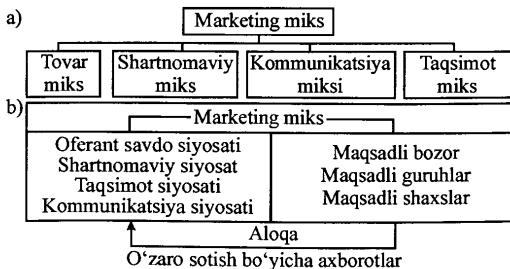 a)
Marketing miks
Tovar miks
Shartnomaviy miks
Kommunikatsiya miksi
Taqsimot miks
b)
Marketing miks
Oferant savdo siyosati
Shartnomaviy siyosat
Taqsimot siyosati
Kommunikatsiya siyosati
Maqsadli bozor
Maqsadli guruhlar
Maqsadli shaxslar
Aloqa
O‘zaro sotish bo‘yicha axborotlar